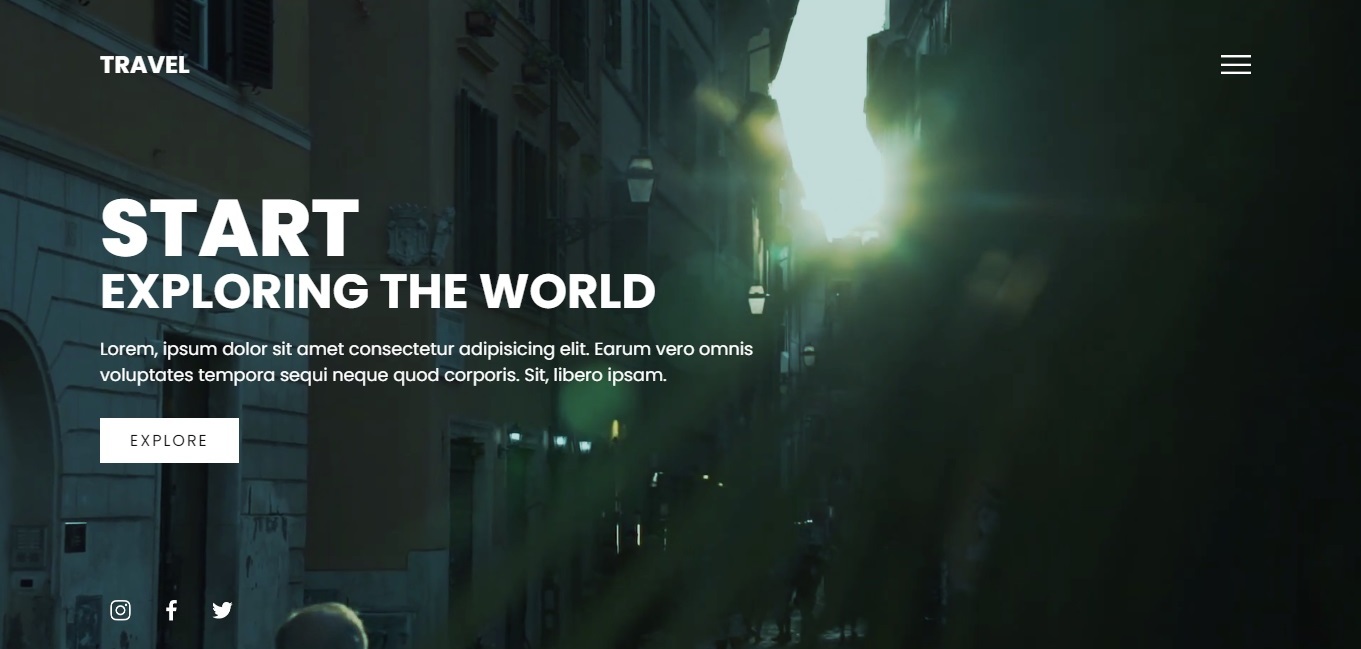 TRAVEL
START
EXPLORING THE WORLD
Lorem, ipsum dolor sit amet consectetur adipisicing elit. Earum vero omnis
voluptates tempora sequi neque quod corporis. Sit, libero ipsam.
EXPLORE